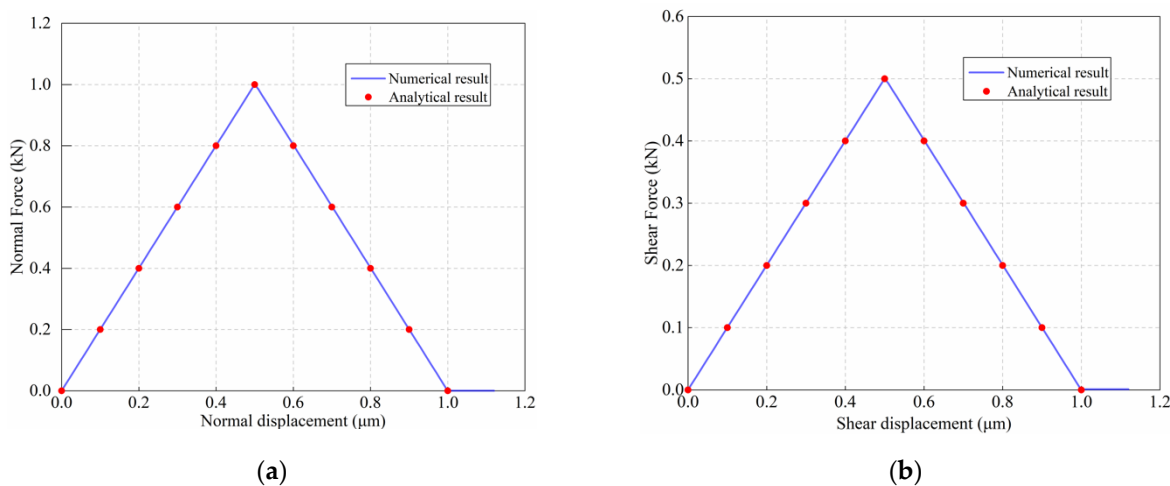 1.2
1.0
0.8
0.6
0.4
0.2
0.0
Normal Force (kN)
Numerical result
Analytical result
0.0 0.2 0.4 0.6 0.8 1.0 1.2
Normal displacement (μm)
(a)
0.6
0.5
0.4
0.3
0.2
0.1
0.0
Shear Force (kN)
Numerical result
Analytical result
0.0 0.2 0.4 0.6 0.8 1.0 1.2
Shear displacement (μm)
(b)